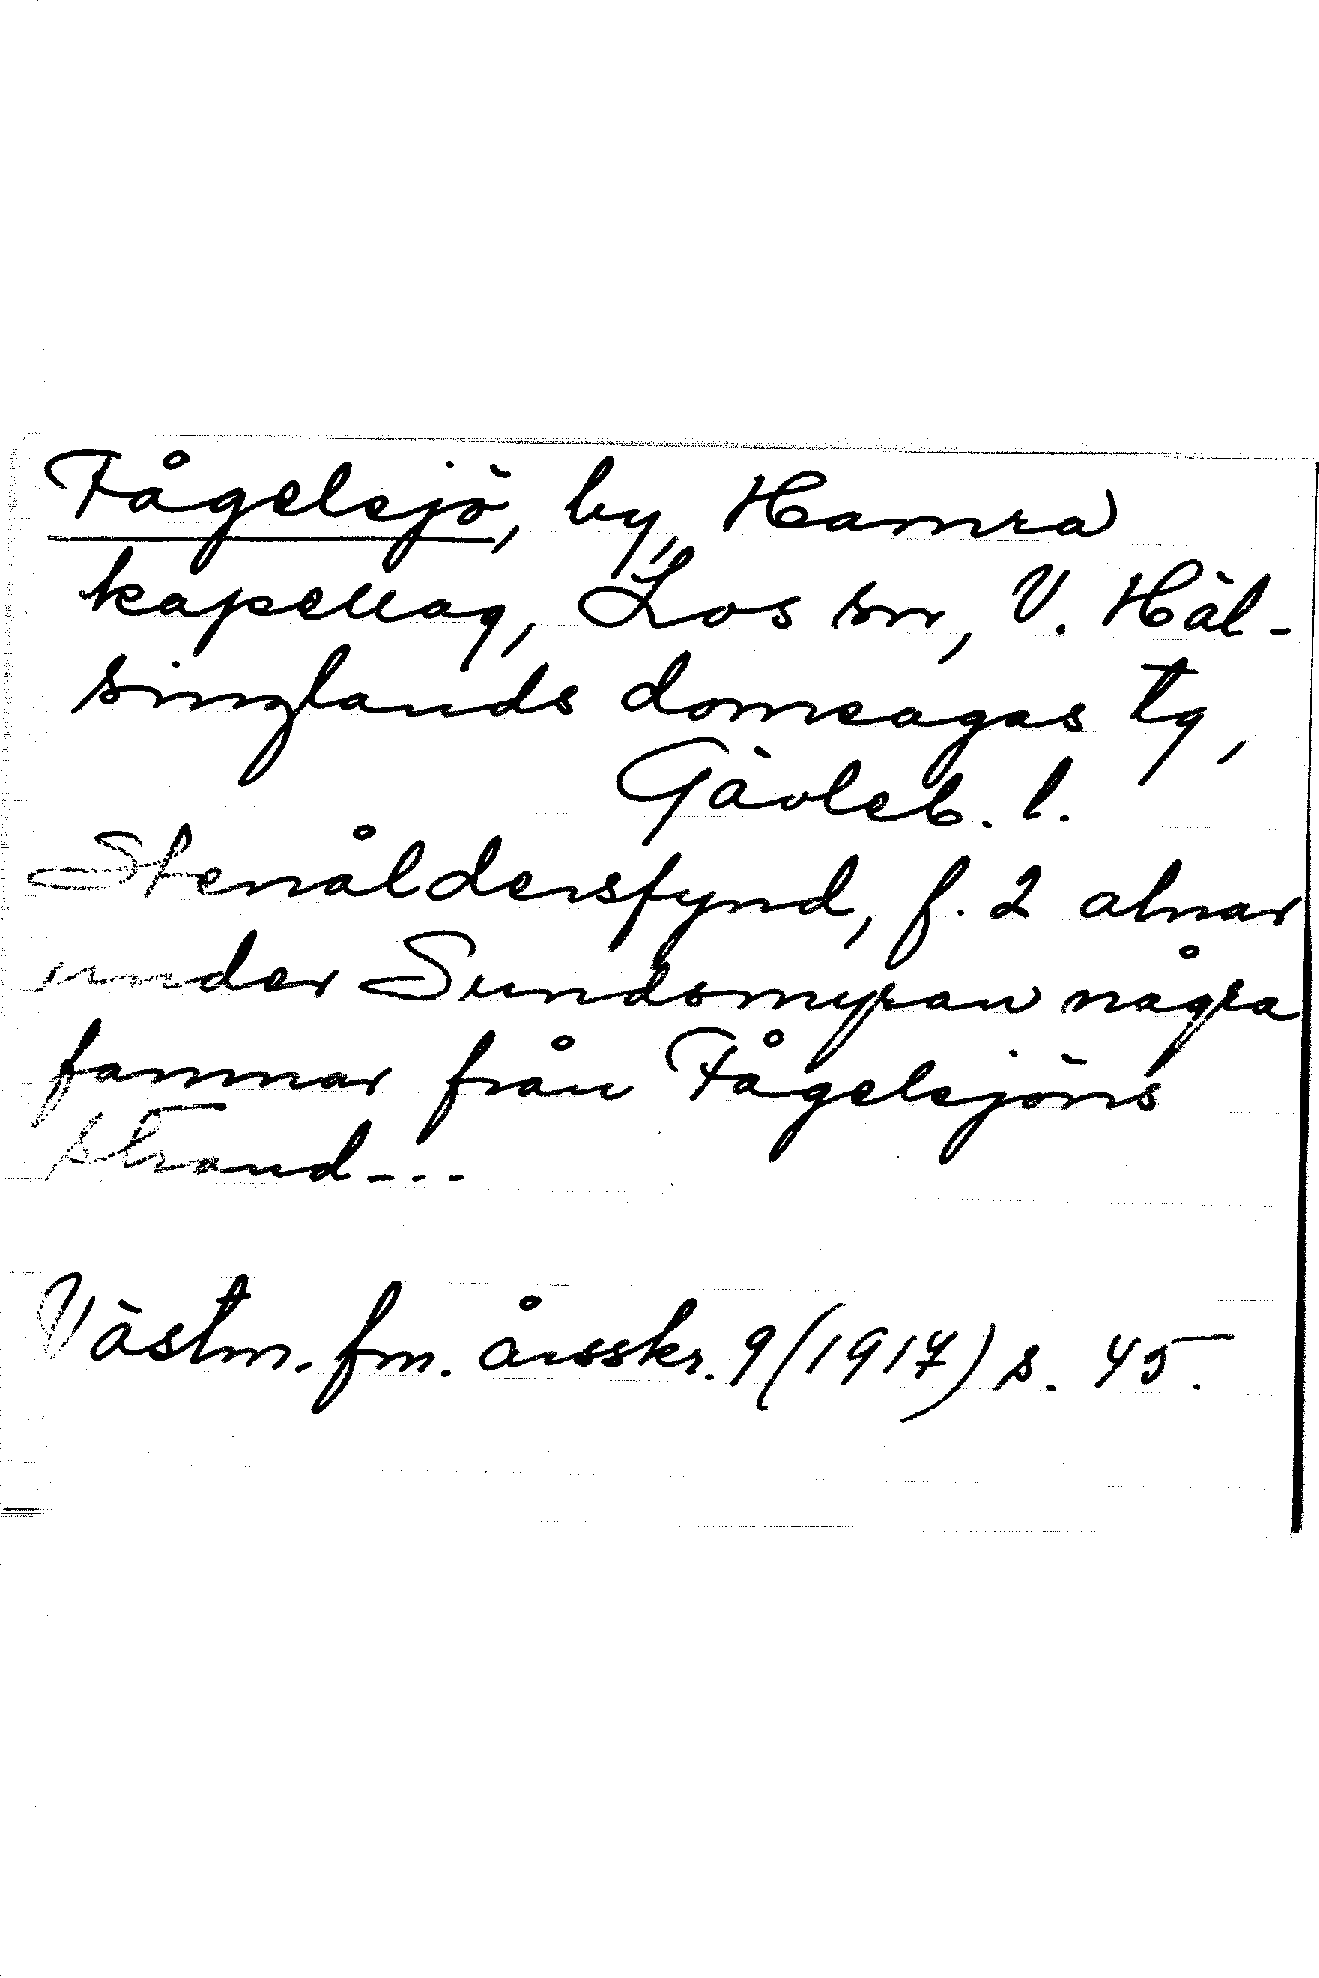 Fågelsjö, by, Hamra
kapellag, Los sn, V. Häl-
singlands domsagas tg,
Gävleb. l.
Stenåldersfynd, f. 2 alnar
under Sundsmyran några
famnar från Fågelsjöns
strand---
Västm. fm. årsskr. 9 (1917) s. 45.